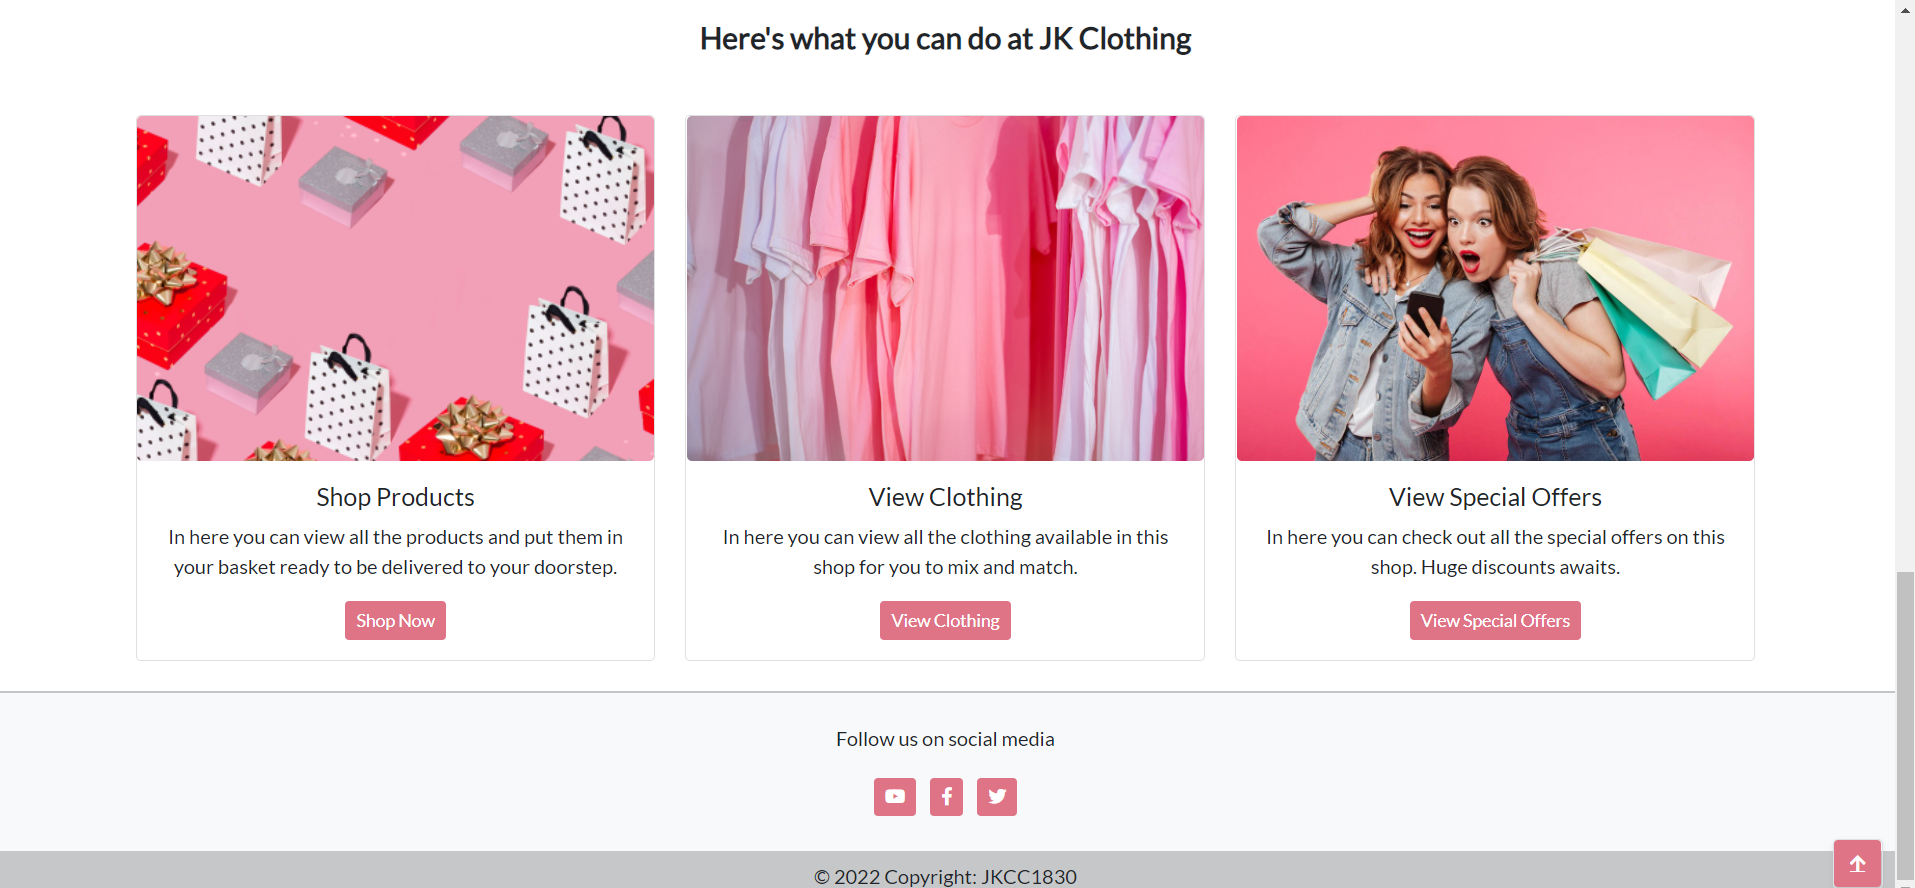 Here's what you can do at JK Clothing
Shop Products
In here you can view all the products and put them in
your basket ready to be delivered to your doorstep.
Shop Now
View Clothing
In here you can view all the clothing available in this
shop for you to mix and match.
View Clothing
View Special Offers
In here you can check out all the special offers on this
shop. Huge discounts awaits.
View Special Offers
Follow us on social media
© 2022 Copyright: JKCC1830